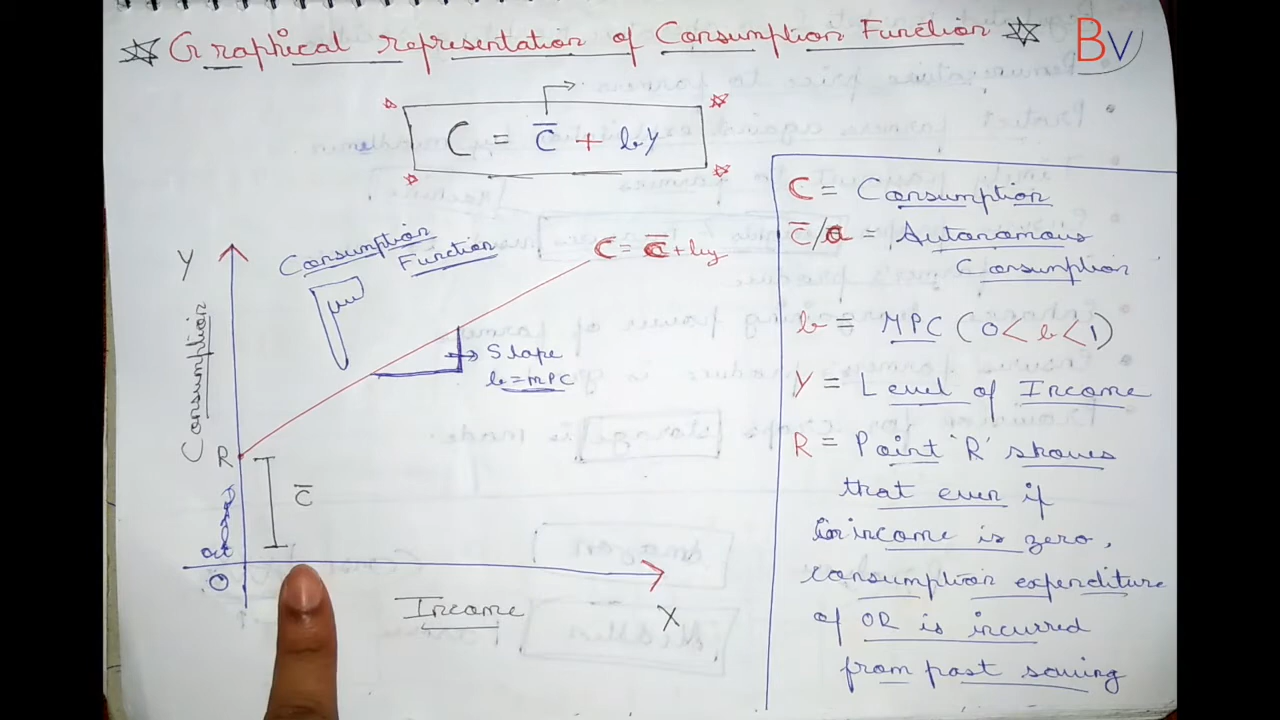 Graphical representation of Consumption Function
BV
C = C̅ + by
C = Consumption
C̅/a = Autonomous
Consumption
b = MPC (0 < b < 1)
Y = Level of Income
R = Point 'R' shows
that even if
income is zero,
consumption expenditure
of OR is incurred
from past saving
Y
Consumption
Consumption
Function
C = C̅ + by
Slope
b = MPC
R
C̅
O
Income
X